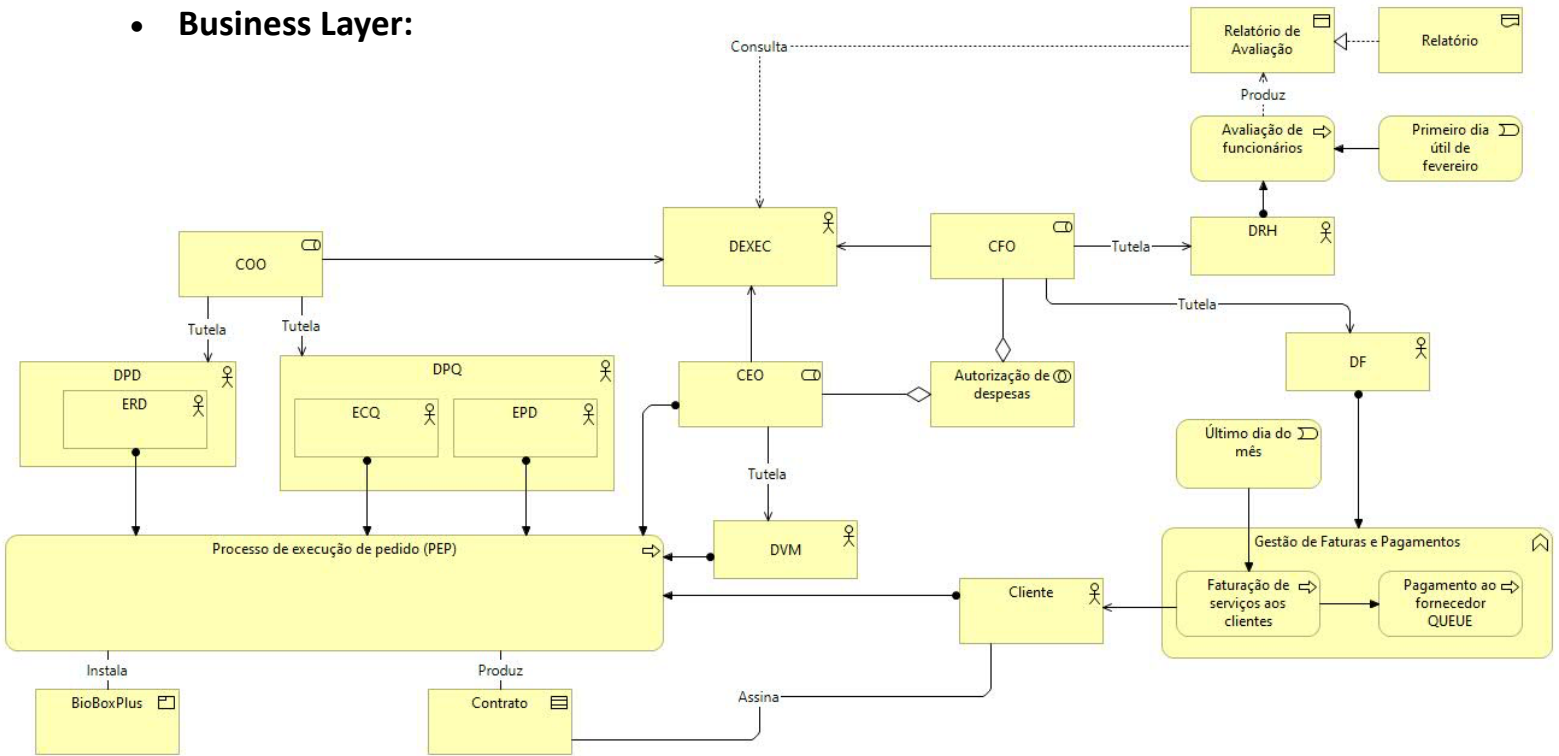 • Business Layer:
Relatório de
Avaliação
Relatório
Consulta
Produz
Avaliação de
funcionários
Primeiro dia
útil de
fevereiro
COO
DEXEC
CFO
Tutela
DRH
Tutela
Tutela
Tutela
DPD
ERD
DPQ
ECQ
EPD
CEO
Autorização de
despesas
DF
Último dia do
mês
Tutela
Processo de execução de pedido (PEP)
DVM
Gestão de Faturas e Pagamentos
Cliente
Faturação de
serviços aos
clientes
Pagamento ao
fornecedor
QUEUE
Instala
Produz
BioBoxPlus
Contrato
Assina